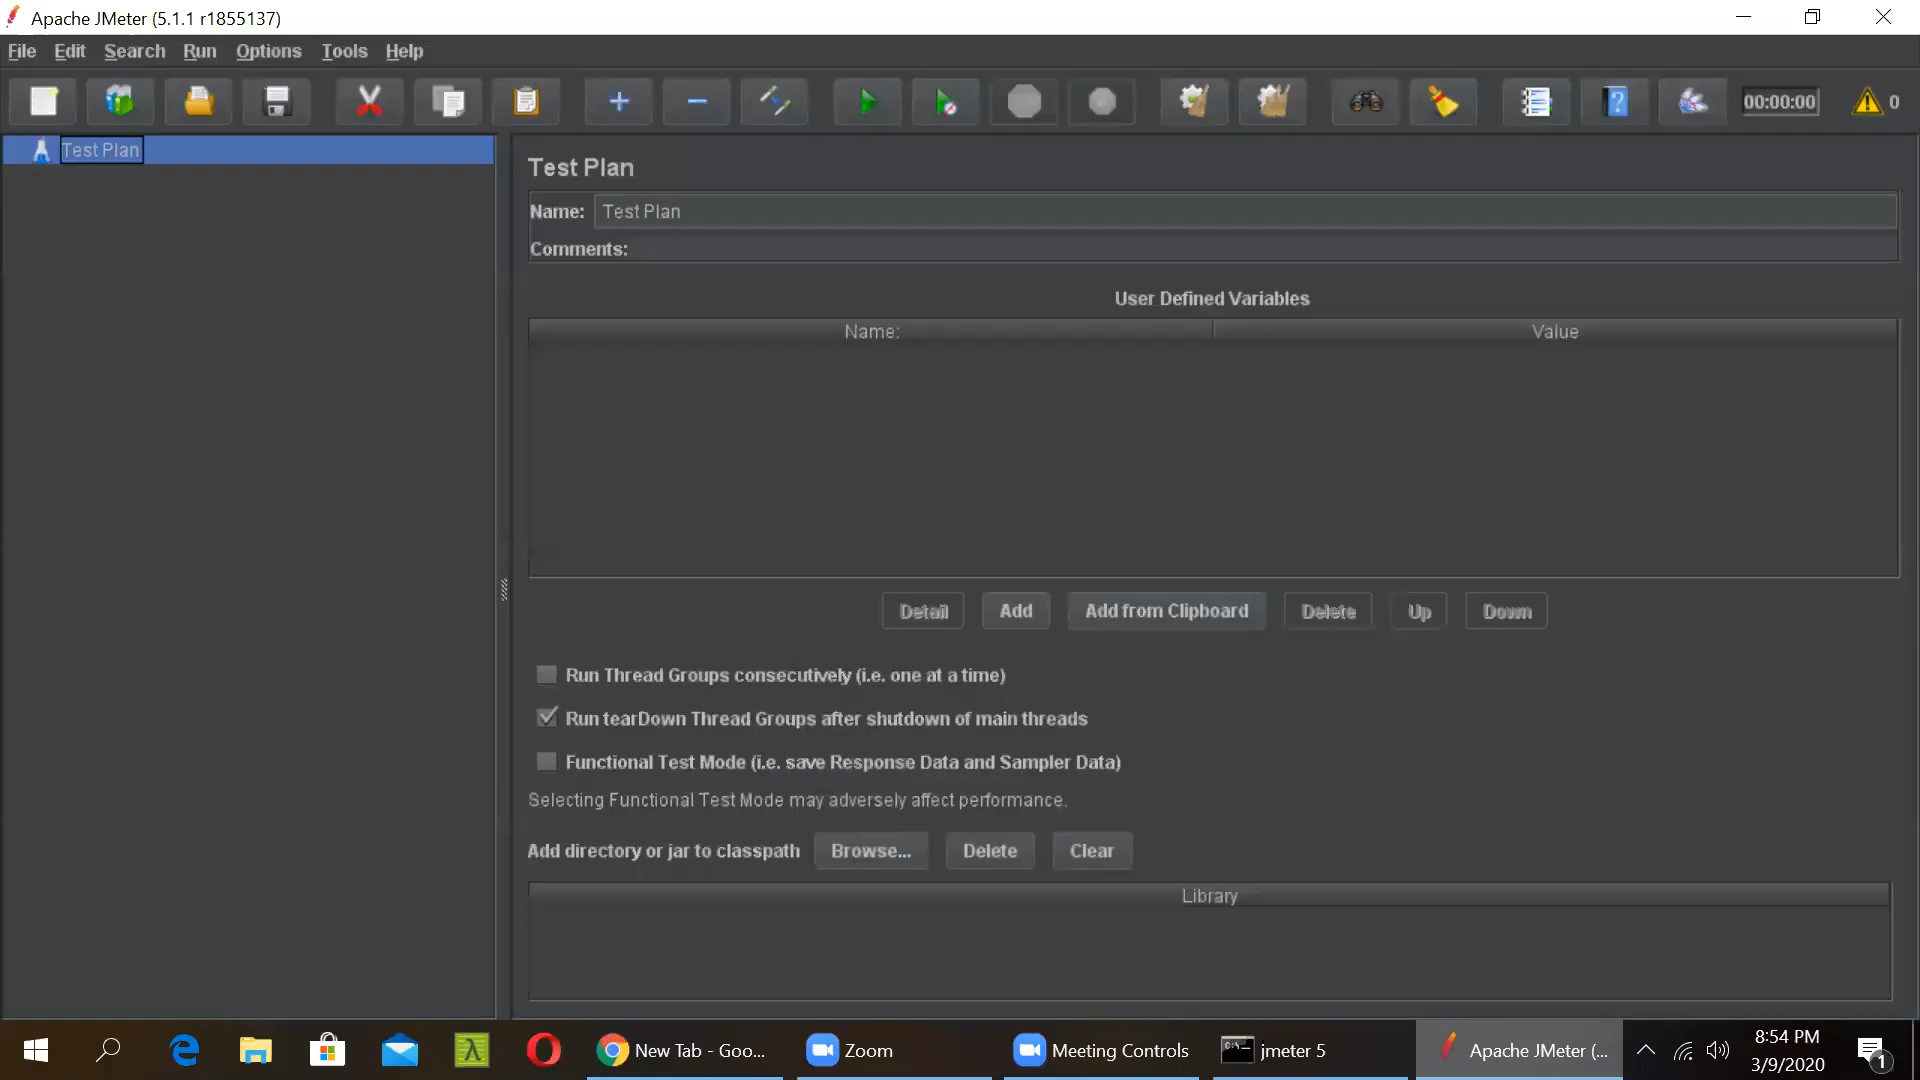 Apache JMeter (5.1.1 r1855137)
File Edit Search Run Options Tools Help
00:00:00 0
Test Plan
Test Plan
Name: Test Plan
Comments:
User Defined Variables
Name: Value
Detail Add Add from Clipboard Delete Up Down
Run Thread Groups consecutively (i.e. one at a time)
Run tearDown Thread Groups after shutdown of main threads
Functional Test Mode (i.e. save Response Data and Sampler Data)
Selecting Functional Test Mode may adversely affect performance.
Add directory or jar to classpath Browse... Delete Clear
Library
New Tab - Goo... Zoom Meeting Controls jmeter 5 Apache JMeter (... 8:54 PM
3/9/2020 1